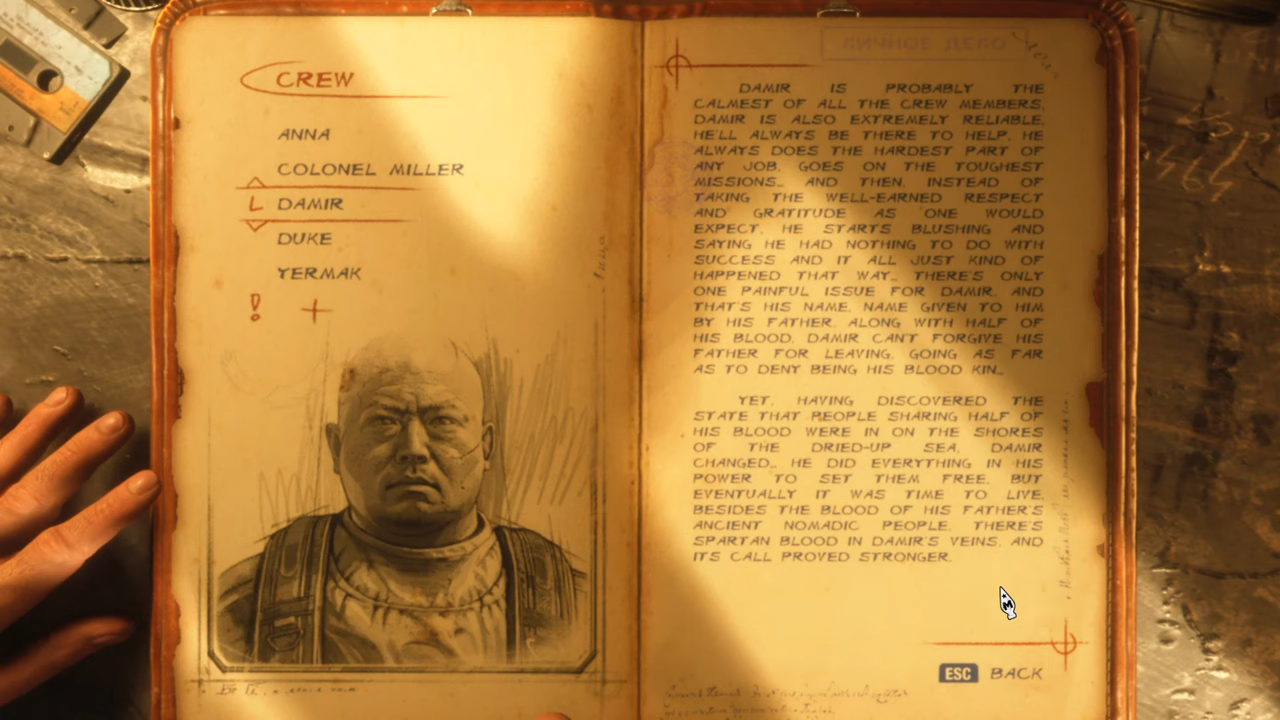 CREW
ANNA
COLONEL MILLER
L DAMIR
DUKE
YERMAK
! +
ЛИЧНОЕ ДЕЛО
DAMIR IS PROBABLY THE
CALMEST OF ALL THE CREW MEMBERS,
DAMIR IS ALSO EXTREMELY RELIABLE,
HE'LL ALWAYS BE THERE TO HELP. HE
ALWAYS DOES THE HARDEST PART OF
ANY JOB, GOES ON THE TOUGHEST
MISSIONS... AND THEN, INSTEAD OF
TAKING THE WELL-EARNED RESPECT
AND GRATITUDE AS ONE WOULD
EXPECT, HE STARTS BLUSHING AND
SAYING HE HAD NOTHING TO DO WITH
SUCCESS AND IT ALL JUST KIND OF
HAPPENED THAT WAY... THERE'S ONLY
ONE PAINFUL ISSUE FOR DAMIR, AND
THAT'S HIS NAME, NAME GIVEN TO HIM
BY HIS FATHER, ALONG WITH HALF OF
HIS BLOOD. DAMIR CAN'T FORGIVE HIS
FATHER FOR LEAVING, GOING AS FAR
AS TO DENY BEING HIS BLOOD KIN...
YET, HAVING DISCOVERED THE
STATE THAT PEOPLE SHARING HALF OF
HIS BLOOD WERE IN ON THE SHORES
OF THE DRIED-UP SEA, DAMIR
CHANGED... HE DID EVERYTHING IN HIS
POWER TO SET THEM FREE. BUT
EVENTUALLY IT WAS TIME TO LIVE.
BESIDES THE BLOOD OF HIS FATHER'S
ANCIENT NOMADIC PEOPLE, THERE'S
SPARTAN BLOOD IN DAMIR'S VEINS, AND
ITS CALL PROVED STRONGER.
ESC BACK